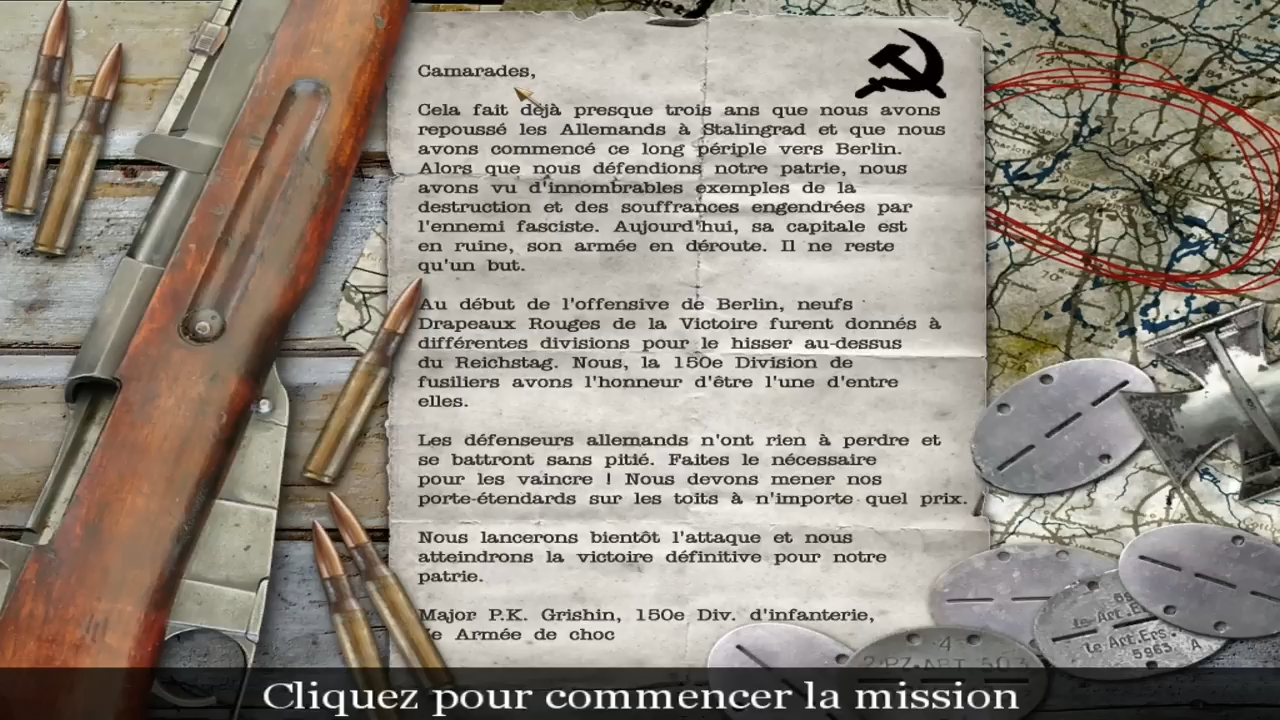 Camarades,
Cela fait déjà presque trois ans que nous avons
repoussé les Allemands à Stalingrad et que nous
avons commencé ce long périple vers Berlin.
Alors que nous défendions notre patrie, nous
avons vu d'innombrables exemples de la
destruction et des souffrances engendrées par
l'ennemi fasciste. Aujourd'hui, sa capitale est
en ruine, son armée en déroute. Il ne reste
qu'un but.
Au début de l'offensive de Berlin, neufs
Drapeaux Rouges de la Victoire furent donnés à
différentes divisions pour le hisser au-dessus
du Reichstag. Nous, la 150e Division de
fusiliers avons l'honneur d'être l'une d'entre
elles.
Les défenseurs allemands n'ont rien à perdre et
se battront sans pitié. Faites le nécessaire
pour les vaincre ! Nous devons mener nos
porte-étendards sur les toits à n'importe quel prix.
Nous lancerons bientôt l'attaque et nous
atteindrons la victoire définitive pour notre
patrie.
Major P.K. Grishin, 150e Div. d'infanterie,
Armée de choc
le Art.Ers.
5963 A
4
Cliquez pour commencer la mission